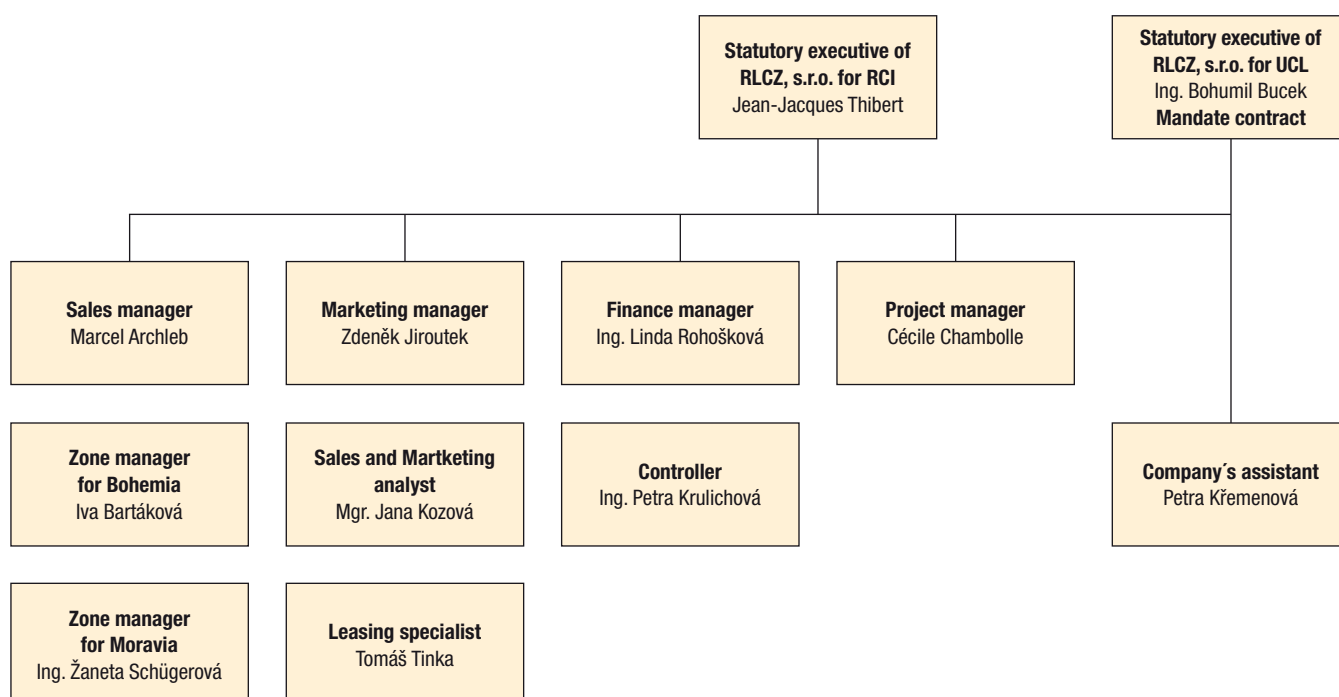 Statutory executive of
RLCZ, s.r.o. for RCI
Jean-Jacques Thibert
Statutory executive of
RLCZ, s.r.o. for UCL
Ing. Bohumil Bucek
Mandate contract
Sales manager
Marcel Archleb
Marketing manager
Zdeněk Jiroutek
Finance manager
Ing. Linda Rohošková
Project manager
Cécile Chambolle
Zone manager
for Bohemia
Iva Bartáková
Sales and Martketing
analyst
Mgr. Jana Kozová
Controller
Ing. Petra Krulichová
Company´s assistant
Petra Křemenová
Zone manager
for Moravia
Ing. Žaneta Schügerová
Leasing specialist
Tomáš Tinka